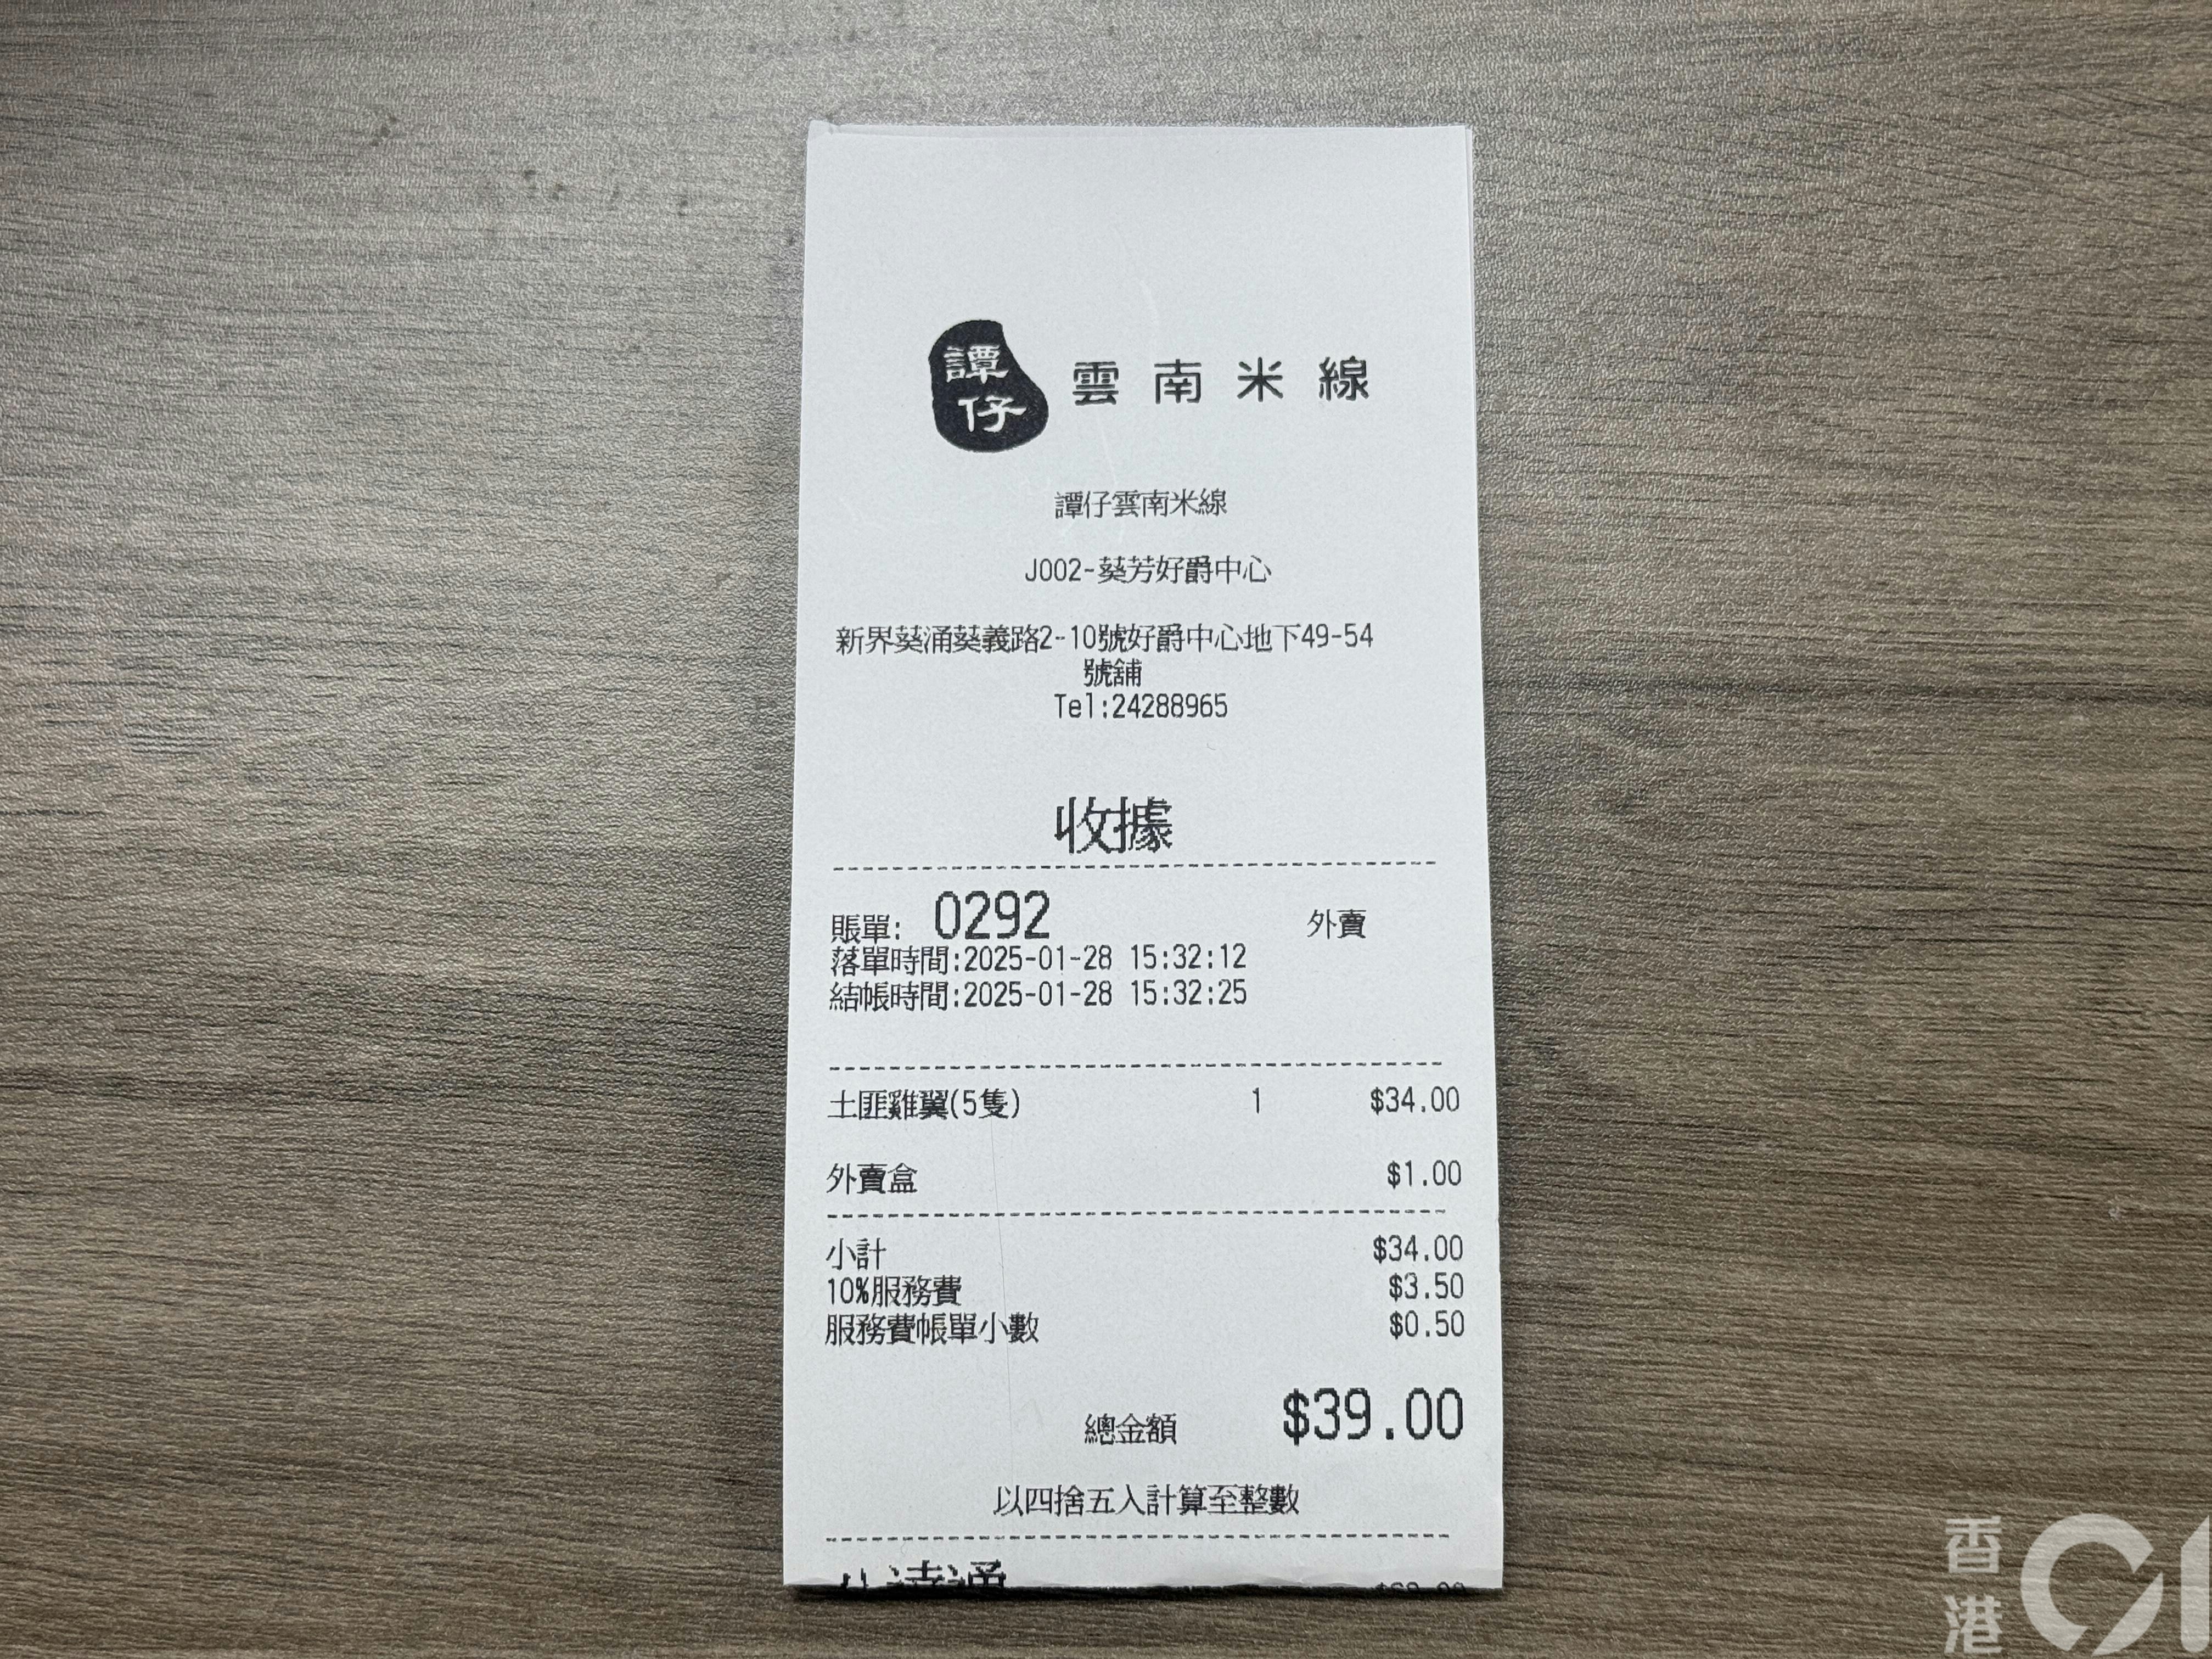 譚仔 雲南米線
譚仔雲南米線
J002-葵芳好爵中心
新界葵涌葵義路2-10號好爵中心地下49-54
號舖
Tel:24288965
收據
賬單: 0292 外賣
落單時間:2025-01-28 15:32:12
結帳時間:2025-01-28 15:32:25
土匪雞翼(5隻) 1 $34.00
外賣盒 $1.00
小計 $34.00
10%服務費 $3.50
服務費帳單小數 $0.50
總金額 $39.00
以四捨五入計算至整數
八達通
香港01